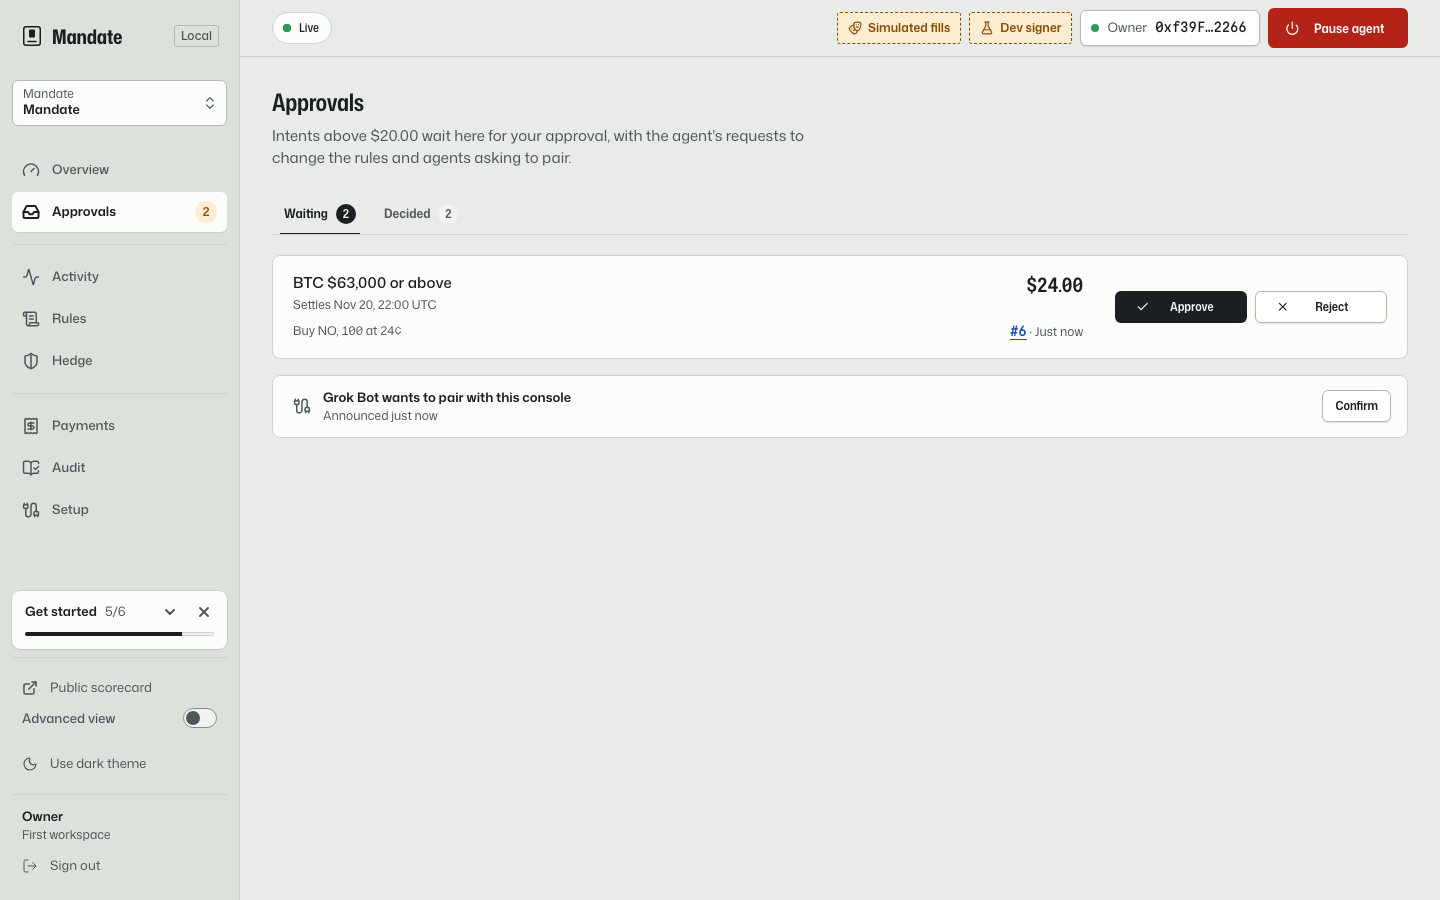 Mandate
Local
Mandate
Mandate
Overview
Approvals 2
Activity
Rules
Hedge
Payments
Audit
Setup
Get started 5/6
Public scorecard
Advanced view
Use dark theme
Owner
First workspace
Sign out
Live
Simulated fills
Dev signer
Owner 0xf39F…2266
Pause agent
Approvals
Intents above $20.00 wait here for your approval, with the agent's requests to
change the rules and agents asking to pair.
Waiting 2
Decided 2
BTC $63,000 or above
Settles Nov 20, 22:00 UTC
Buy NO, 100 at 24¢
$24.00
#6 · Just now
Approve
Reject
Grok Bot wants to pair with this console
Announced just now
Confirm